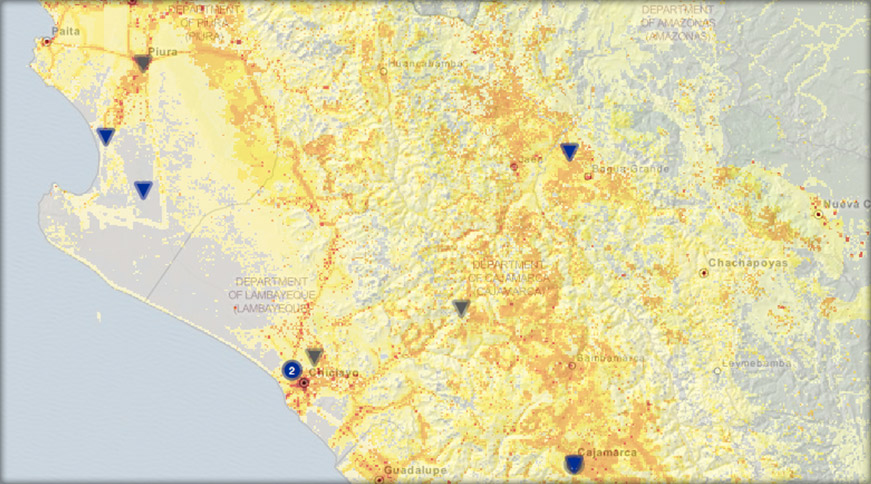 DEPARTMENT
OF PIURA
(PIURA)
DEPARTMENT
OF AMAZONAS
(AMAZONAS)
Paita
Piura
Huancabamba
Jaén
Bagua Grande
Nueva C
Chachapoyas
DEPARTMENT
OF CAJAMARCA
(CAJAMARCA)
DEPARTMENT
OF LAMBAYEQUE
(LAMBAYEQUE)
Bambamarca
Leymebamba
2
Chiclayo
Cajamarca
Guadalupe